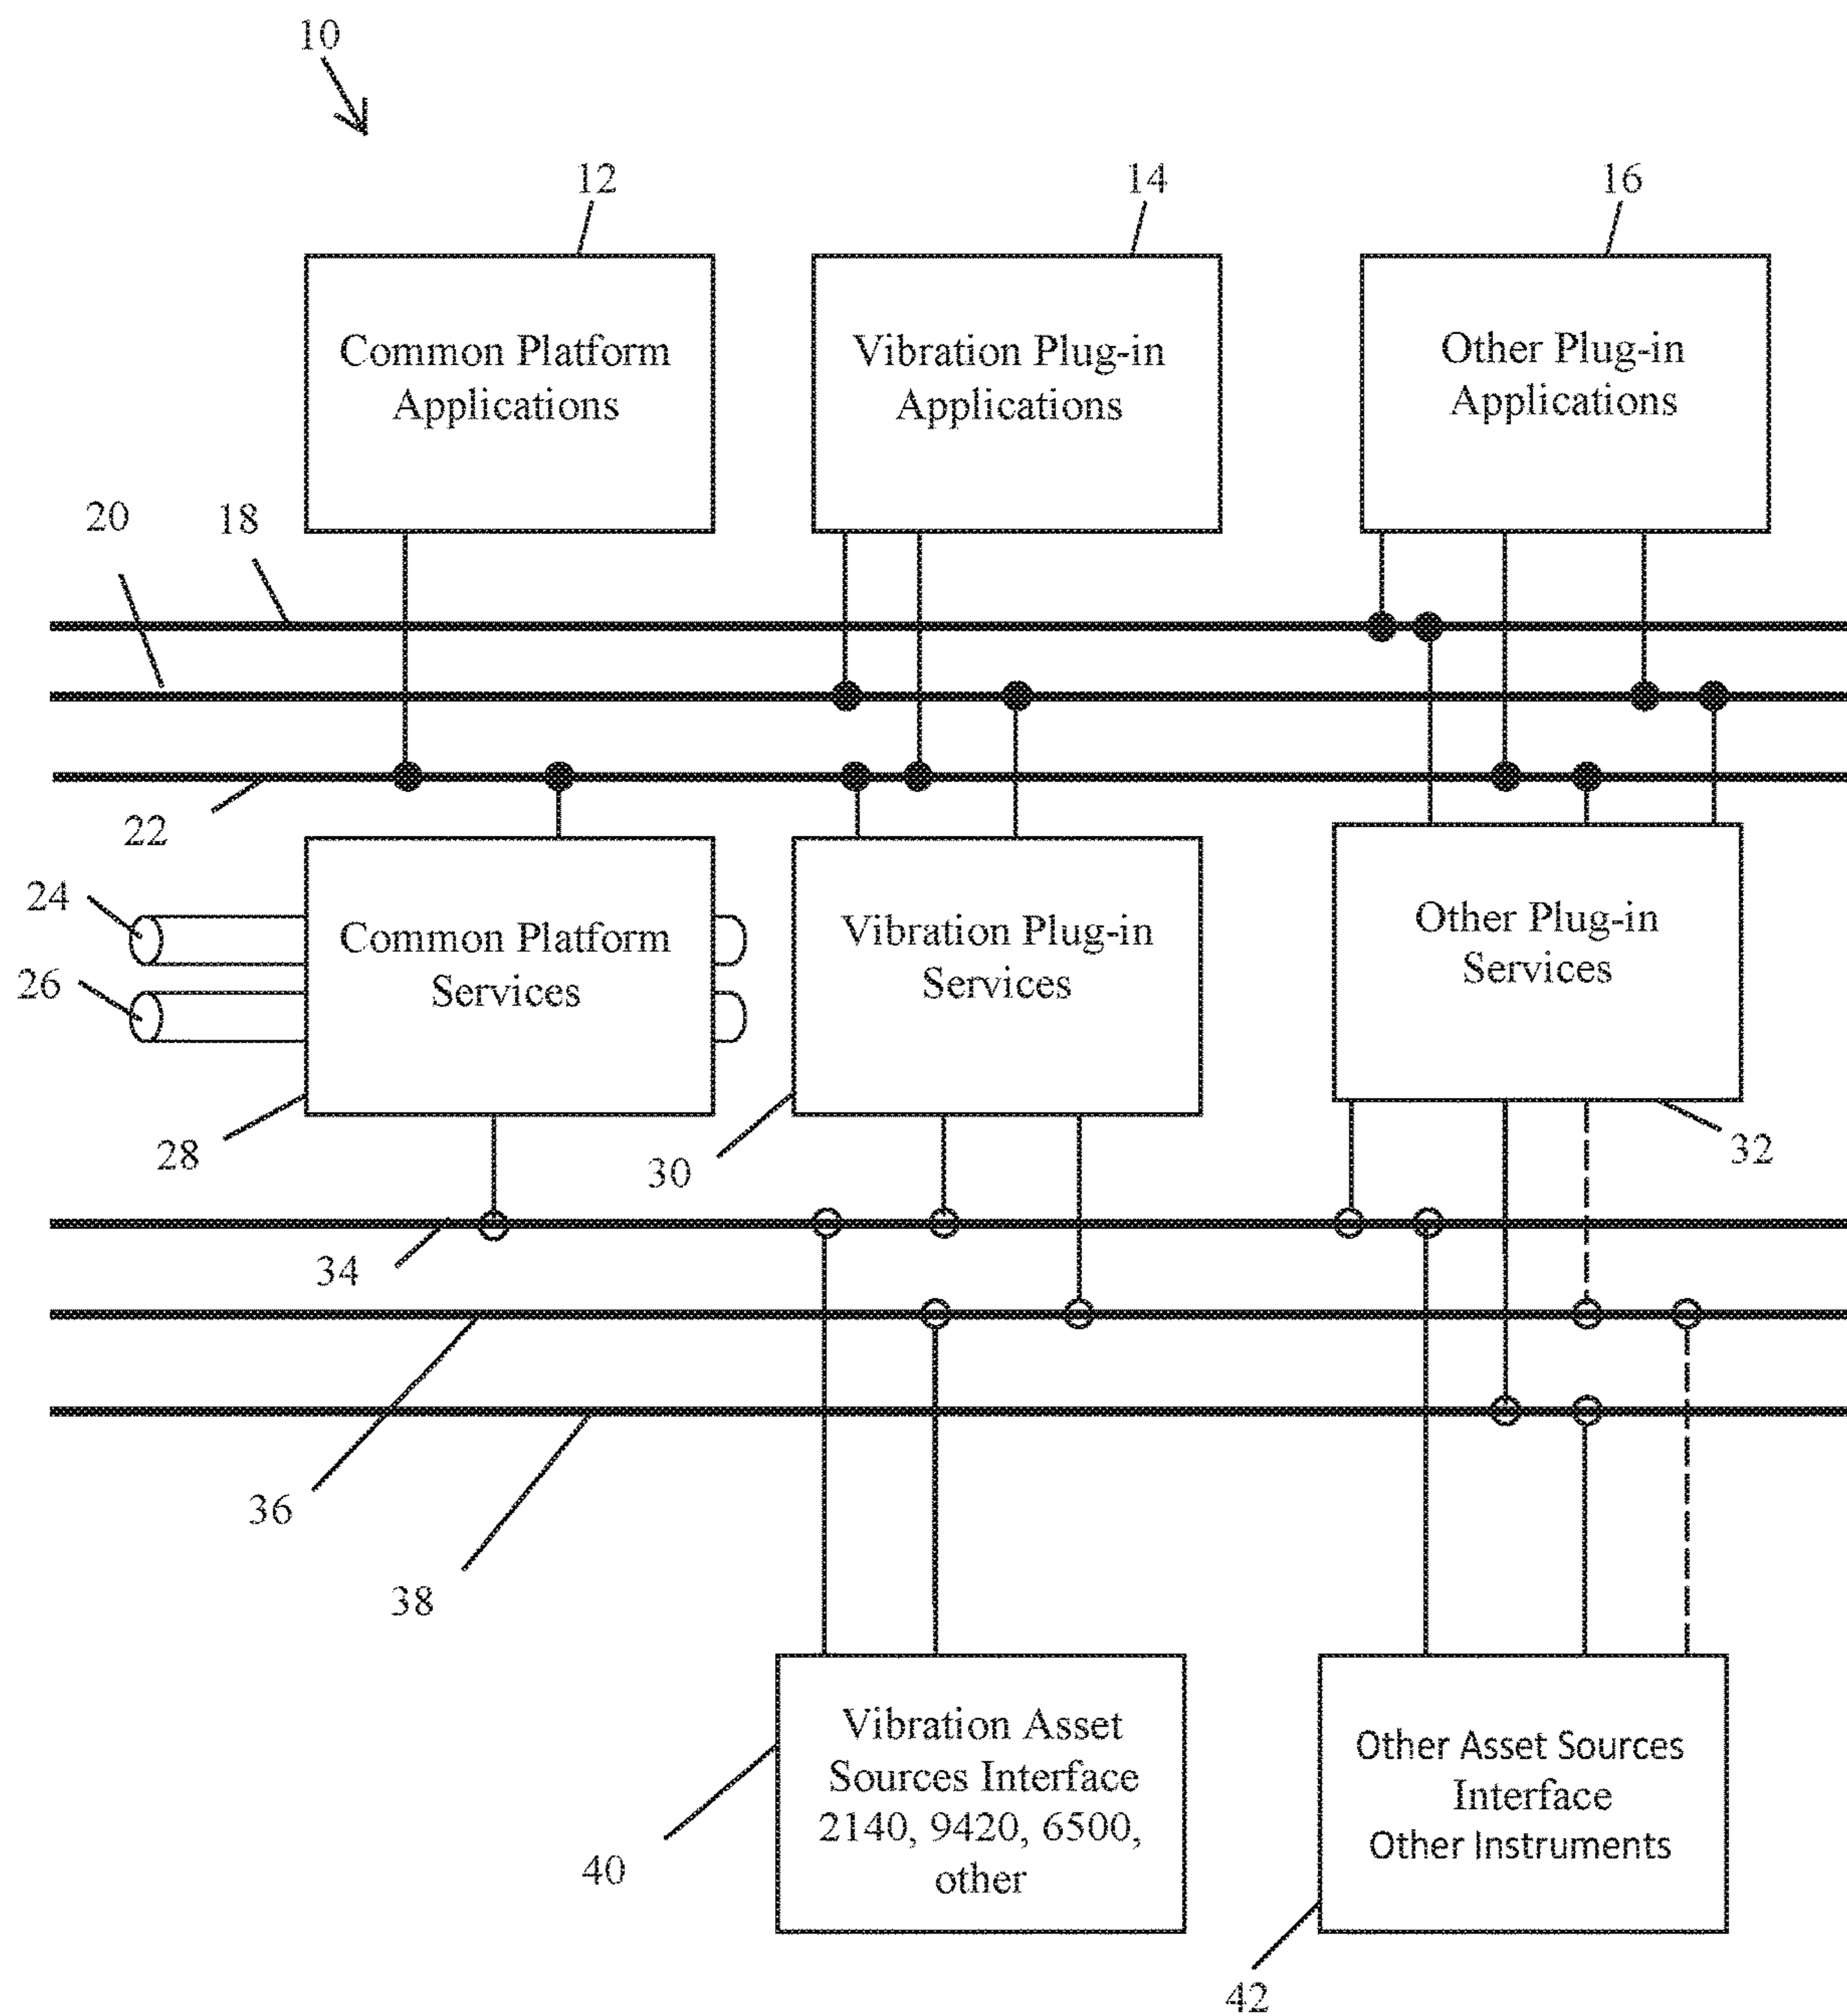 10
12
14
16
Common Platform
Applications
Vibration Plug-in
Applications
Other Plug-in
Applications
20
18
22
24
26
Common Platform
Services
Vibration Plug-in
Services
Other Plug-in
Services
28
30
32
34
36
38
Vibration Asset
Sources Interface
2140, 9420, 6500,
other
Other Asset Sources
Interface
Other Instruments
40
42